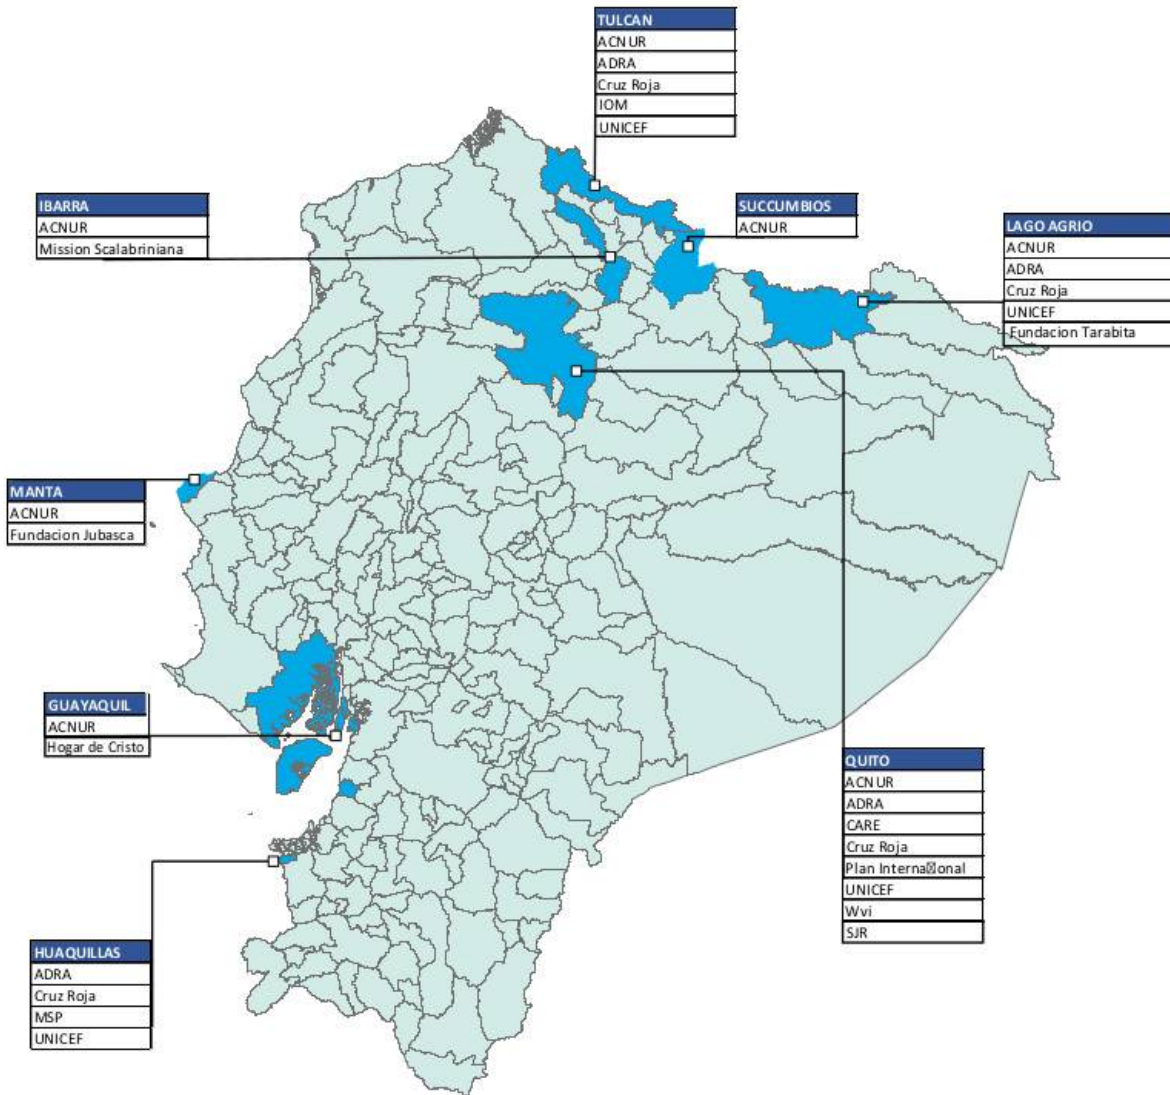 TULCAN
ACNUR
ADRA
Cruz Roja
IOM
UNICEF
IBARRA
ACNUR
Mission Scalabriniana
SUCCUMBIOS
ACNUR
LAGO AGRIO
ACNUR
ADRA
Cruz Roja
UNICEF
Fundacion Tarabita
MANTA
ACNUR
Fundacion Jubasca
GUAYAQUIL
ACNUR
Hogar de Cristo
QUITO
ACNUR
ADRA
CARE
Cruz Roja
Plan Interna⍰onal
UNICEF
Wvi
SJR
HUAQUILLAS
ADRA
Cruz Roja
MSP
UNICEF